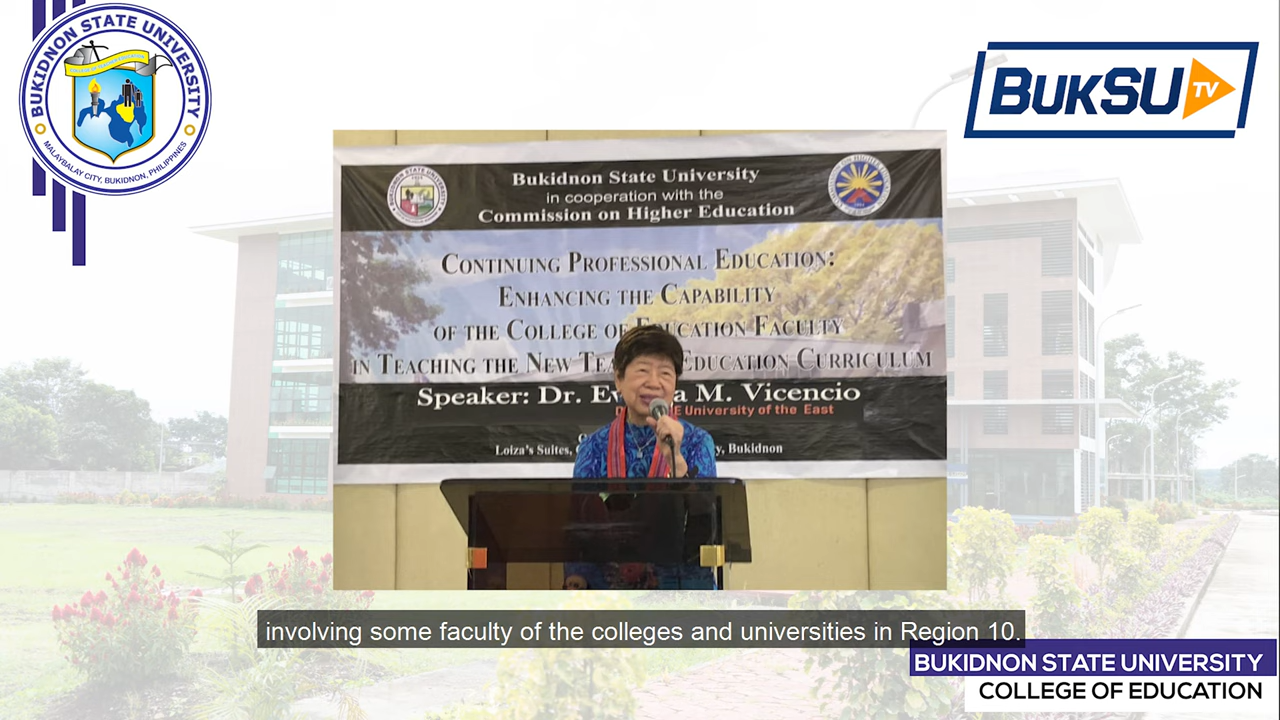 BUKIDNON STATE UNIVERSITY
MALAYBALAY CITY, BUKIDNON, PHILIPPINES
BUKSU
TV
Bukidnon State University
in cooperation with the
Commission on Higher Education
CONTINUING PROFESSIONAL EDUCATION:
ENHANCING THE CAPABILITY
OF THE COLLEGE OF EDUCATION FACULTY
IN TEACHING THE NEW EDUCATION CURRICULUM
Speaker: Dr. M. Vicencio
University of the East
Loiza's Suites, Bukidnon
involving some faculty of the colleges and universities in Region 10.
BUKIDNON STATE UNIVERSITY
COLLEGE OF EDUCATION